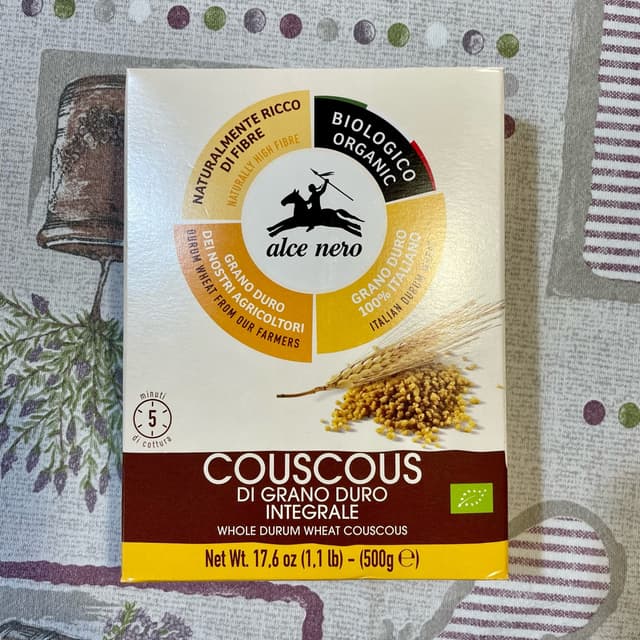 NATURALMENTE RICCO
DI FIBRE
NATURALLY HIGH FIBRE
BIOLOGICO
ORGANIC
alce nero
GRANO DURO
DEI NOSTRI AGRICOLTORI
DURUM WHEAT FROM OUR FARMERS
GRANO DURO
100% ITALIANO
ITALIAN DURUM
minuti
5
di cottura
COUSCOUS
DI GRANO DURO
INTEGRALE
WHOLE DURUM WHEAT COUSCOUS
Net Wt. 17,6 oz (1,1 lb) – (500g ℮)